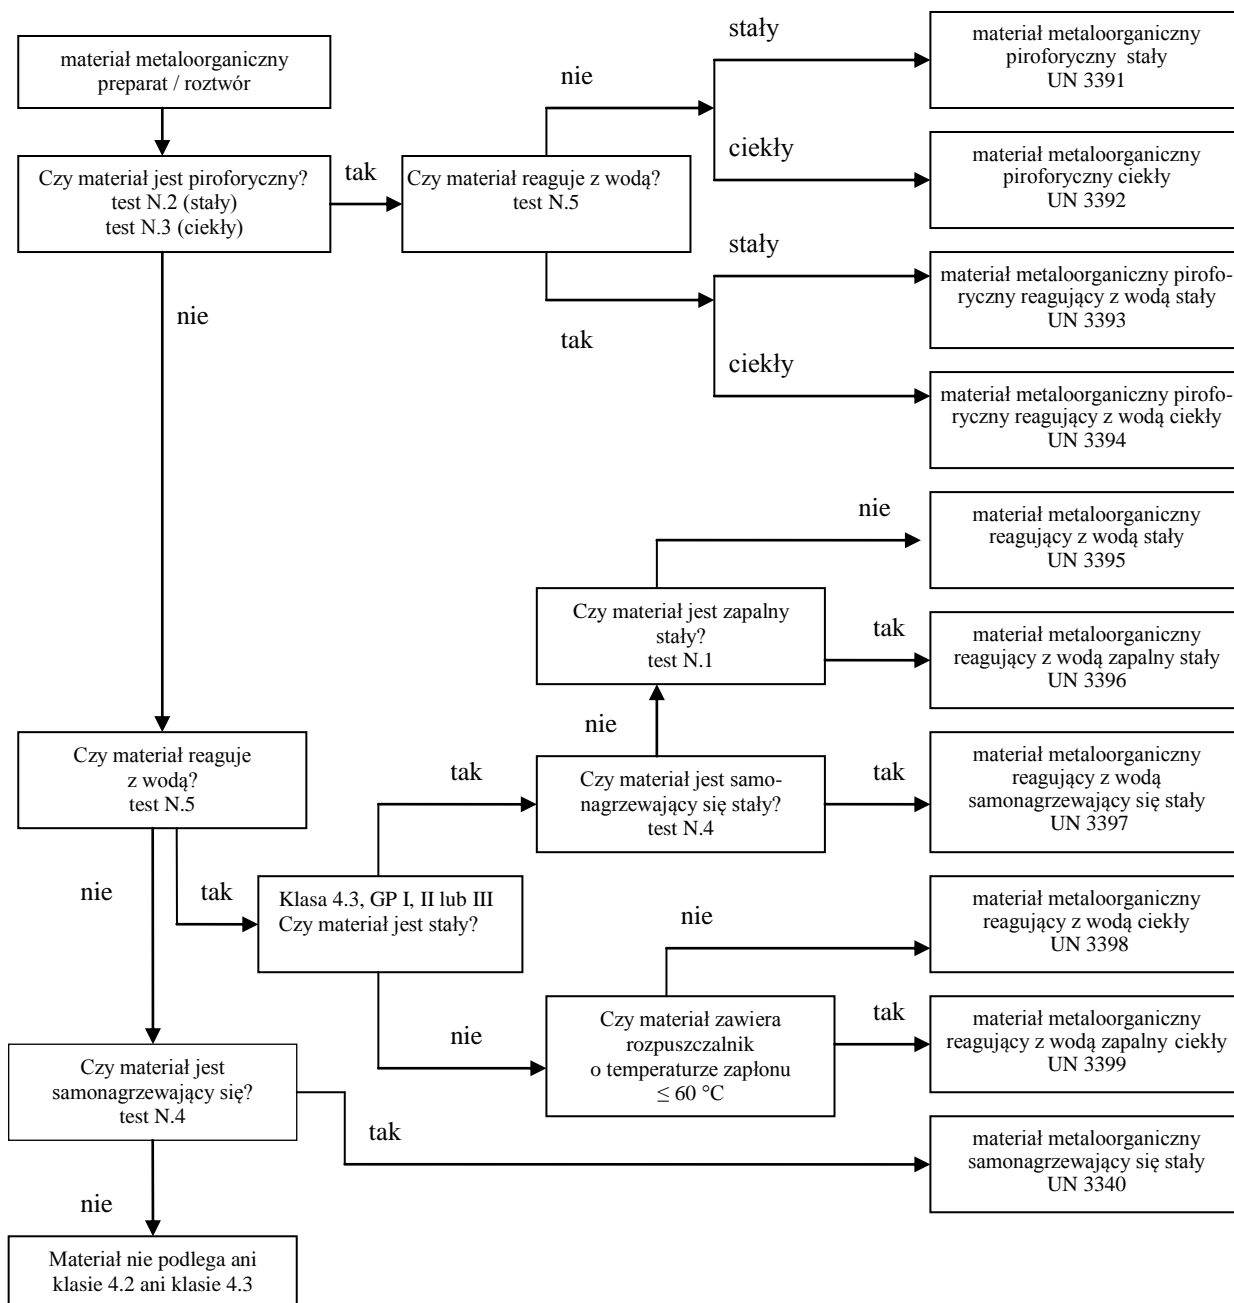 materiał metaloorganiczny
preparat / roztwór
Czy materiał jest piroforyczny?
test N.2 (stały)
test N.3 (ciekły)
tak
Czy materiał reaguje z wodą?
test N.5
nie
stały
materiał metaloorganiczny
piroforyczny stały
UN 3391
ciekły
materiał metaloorganiczny
piroforyczny ciekły
UN 3392
tak
stały
materiał metaloorganiczny pirofo-
ryczny reagujący z wodą stały
UN 3393
ciekły
materiał metaloorganiczny pirofo-
ryczny reagujący z wodą ciekły
UN 3394
nie
nie
materiał metaloorganiczny
reagujący z wodą stały
UN 3395
Czy materiał jest zapalny
stały?
test N.1
tak
materiał metaloorganiczny
reagujący z wodą zapalny stały
UN 3396
nie
Czy materiał reaguje
z wodą?
test N.5
tak
Czy materiał jest samo-
nagrzewający się stały?
test N.4
tak
materiał metaloorganiczny
reagujący z wodą
samonagrzewający się stały
UN 3397
nie
tak
Klasa 4.3, GP I, II lub III
Czy materiał jest stały?
nie
materiał metaloorganiczny
reagujący z wodą ciekły
UN 3398
nie
Czy materiał zawiera
rozpuszczalnik
o temperaturze zapłonu
≤ 60 °C
tak
materiał metaloorganiczny
reagujący z wodą zapalny ciekły
UN 3399
Czy materiał jest
samonagrzewający się?
test N.4
tak
materiał metaloorganiczny
samonagrzewający się stały
UN 3340
nie
Materiał nie podlega ani
klasie 4.2 ani klasie 4.3